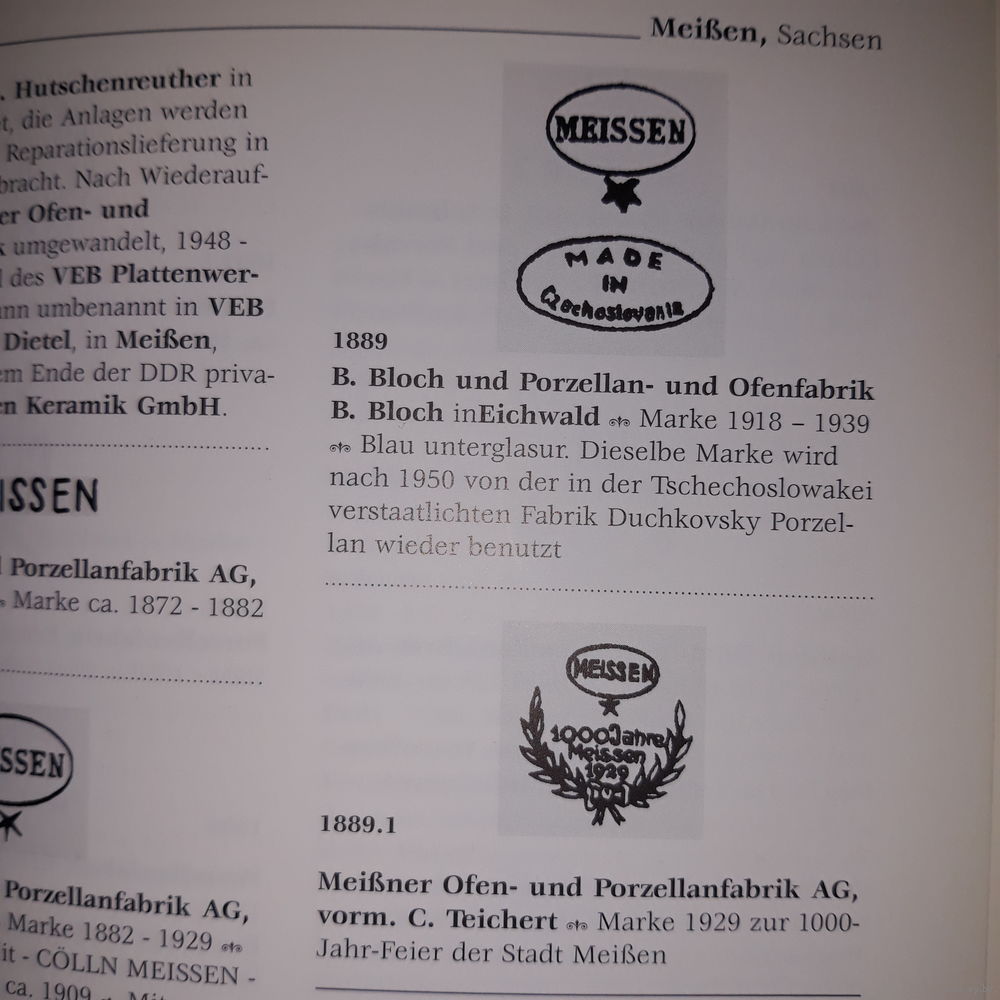 Meißen, Sachsen
. Hutschenreuther in
t, die Anlagen werden
Reparationslieferung in
bracht. Nach Wiederauf-
er Ofen- und
k umgewandelt, 1948 -
l des VEB Plattenwer-
nn umbenannt in VEB
Dietel, in Meißen,
em Ende der DDR priva-
en Keramik GmbH.
ISSEN
l Porzellanfabrik AG,
Marke ca. 1872 - 1882
SSEN
Porzellanfabrik AG,
Marke 1882 - 1929
it - CÖLLN MEISSEN -
ca. 1909
MEISSEN
MADE
IN
Czechoslovania
1889
B. Bloch und Porzellan- und Ofenfabrik
B. Bloch inEichwald Marke 1918 – 1939
Blau unterglasur. Dieselbe Marke wird
nach 1950 von der in der Tschechoslowakei
verstaatlichten Fabrik Duchkovsky Porzel-
lan wieder benutzt
MEISSEN
1000 Jahre
Meissen
1929
1889.1
Meißner Ofen- und Porzellanfabrik AG,
vorm. C. Teichert Marke 1929 zur 1000-
Jahr-Feier der Stadt Meißen